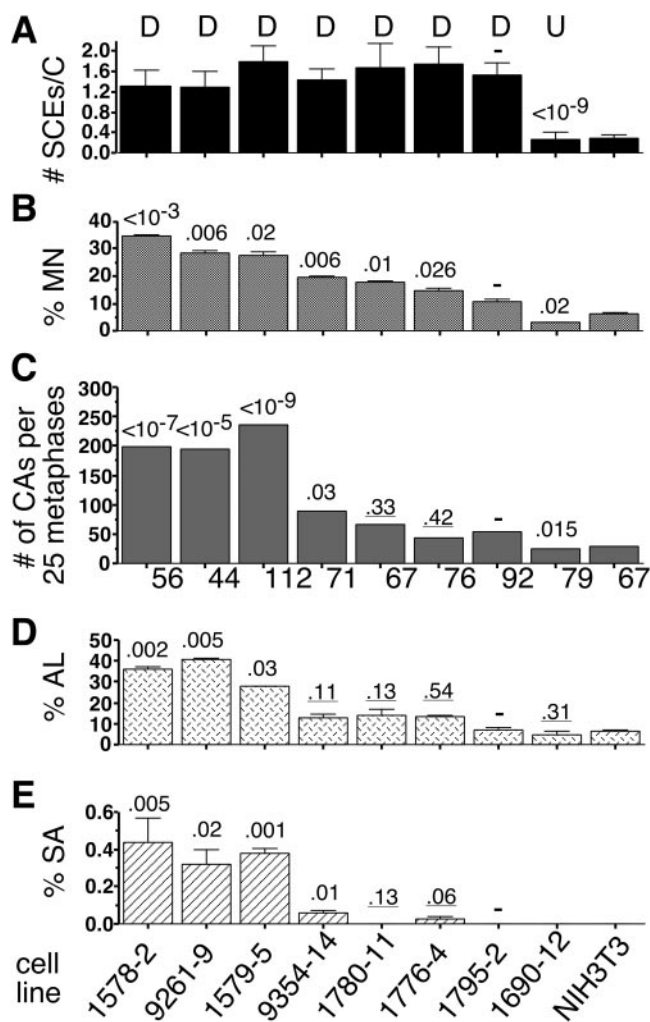 A
D D D D D D D U
# SCEs/C
2.0
1.6
1.2
0.8
0.4
0.0
-
<10-9
B
% MN
40
30
20
10
0
<10-3 .006 .02 .006 .01 .026 - .02
C
# of CAs per
25 metaphases
300
250
200
150
100
50
0
<10-7 <10-5 <10-9 .03 .33 .42 - .015
56 44 112 71 67 76 92 79 67
D
% AL
50
40
30
20
10
0
.002 .005 .03 .11 .13 .54 - .31
E
% SA
0.6
0.4
0.2
0.0
.005 .02 .001 .01 .13 .06 -
cell
line
1578-2 9261-9 1579-5 9354-14 1780-11 1776-4 1795-2 1690-12 NIH3T3